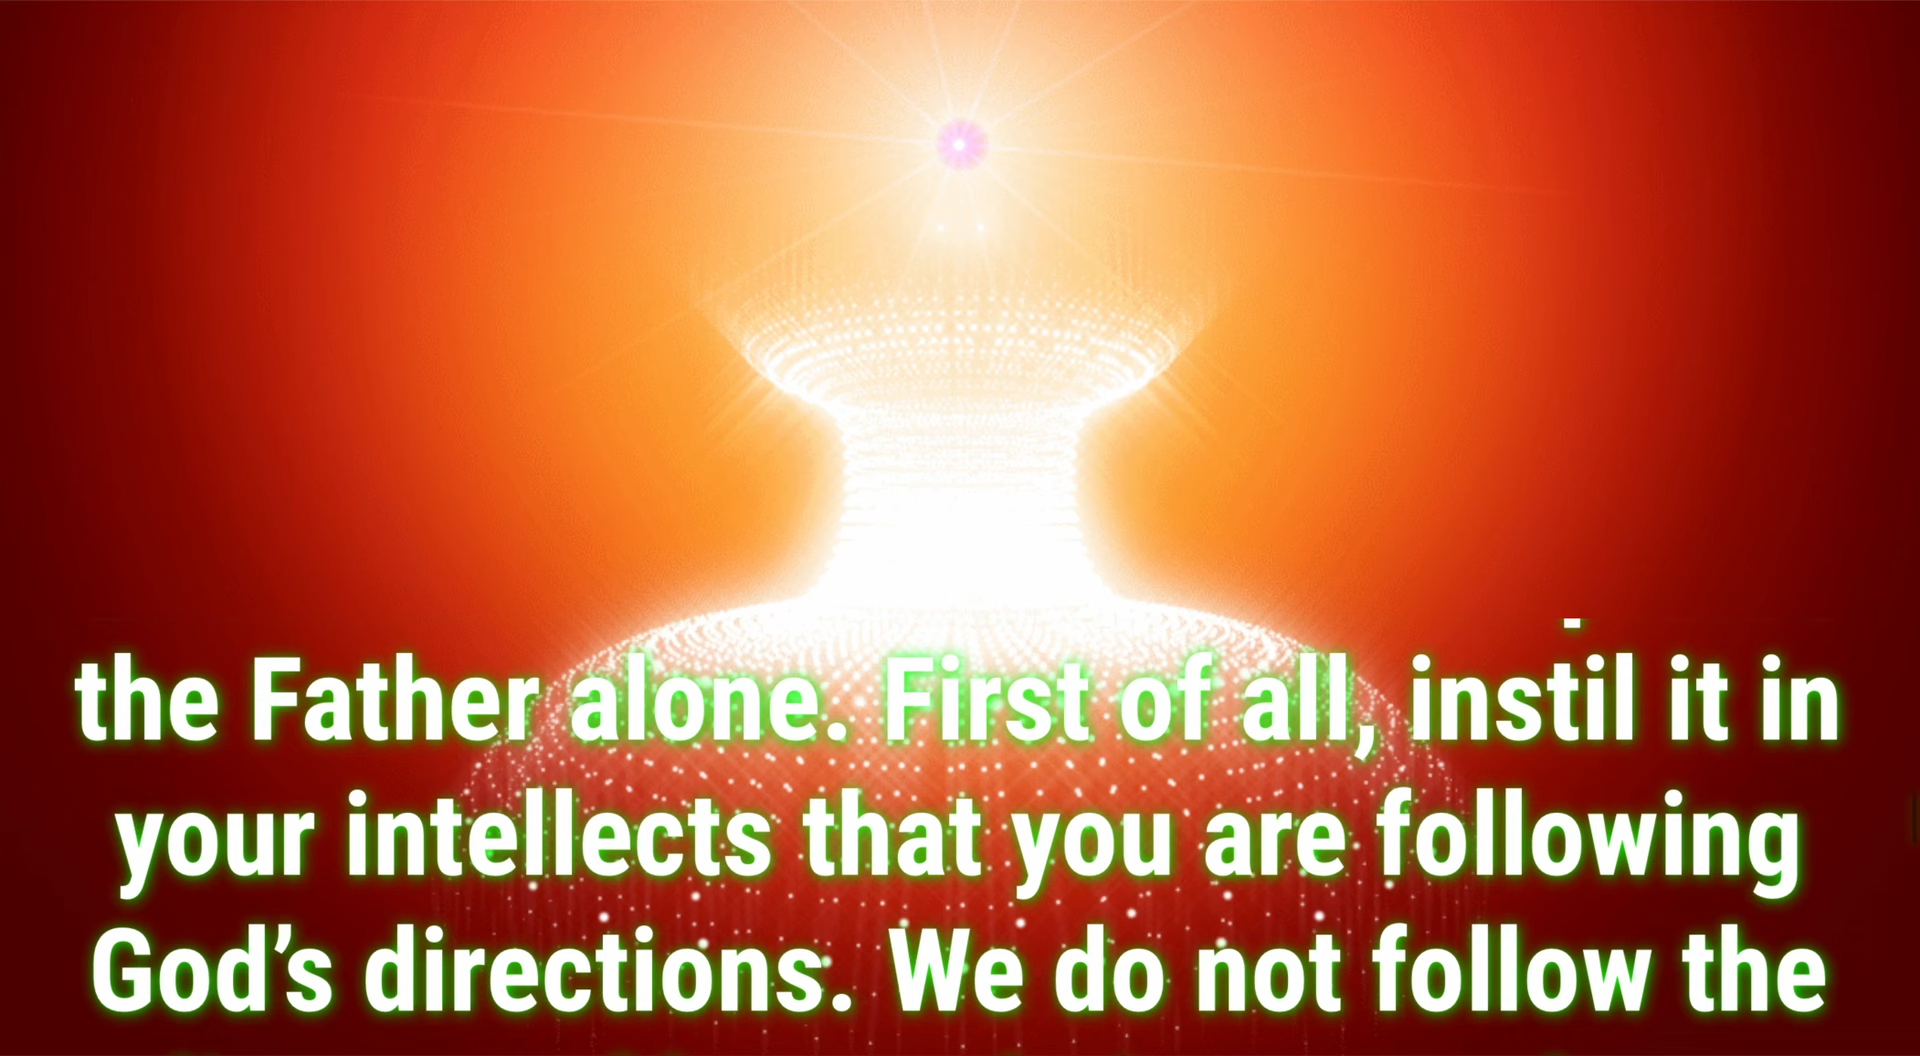 the Father alone. First of all, instil it in
your intellects that you are following
God’s directions. We do not follow the